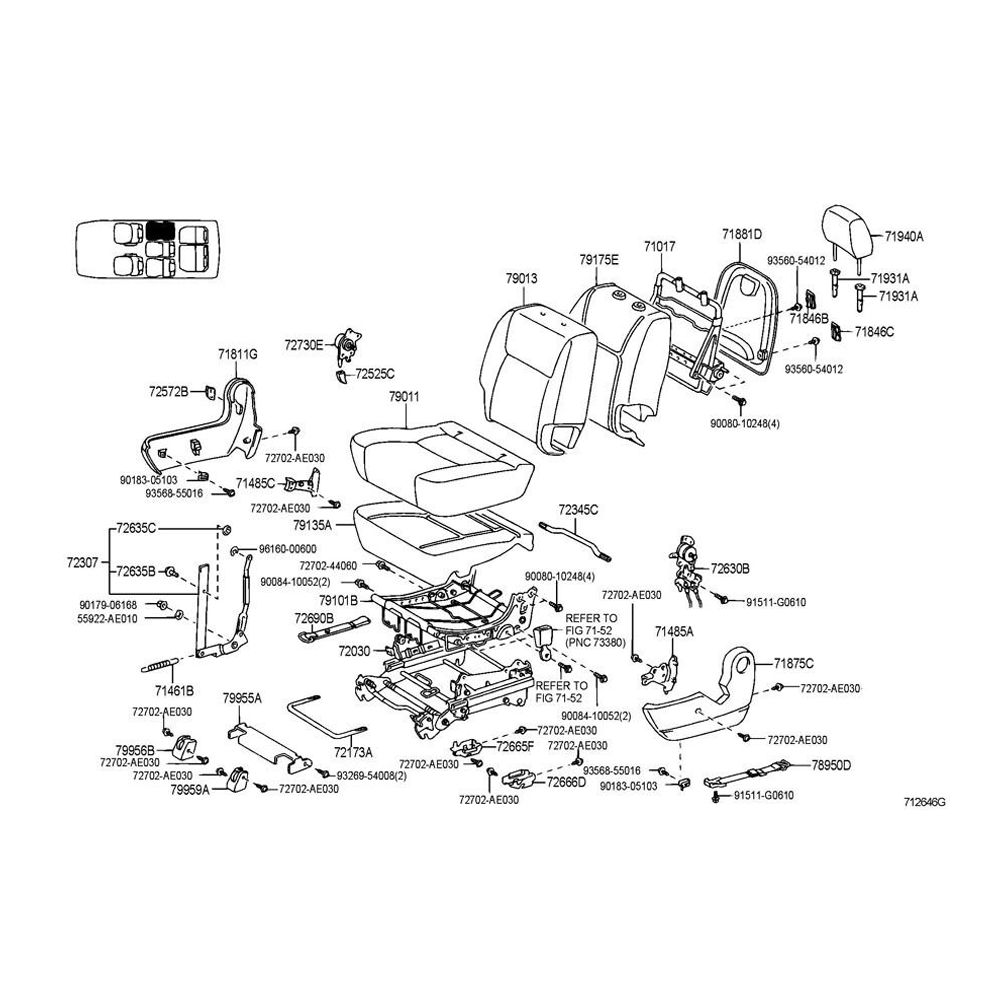 71940A
71881D
71017
93560-54012
79175E
71931A
79013
71931A
71846B
71846C
72730E
71811G
93560-54012
72525C
72572B
79011
90080-10248(4)
72702-AE030
90183-05103
71485C
93568-55016
72702-AE030
72345C
79135A
72635C
96160-00600
72307
72702-44060
72630B
72635B
90084-10052(2)
90080-10248(4)
72702-AE030
79101B
91511-G0610
90179-06168
72690B
REFER TO
FIG 71-52
(PNC 73380)
55922-AE010
71485A
72030
71875C
71461B
REFER TO
FIG 71-52
72702-AE030
79955A
72702-AE030
90084-10052(2)
72702-AE030
72702-AE030
79956B
72173A
72665F
72702-AE030
72702-AE030
72702-AE030
78950D
72702-AE030
93269-54008(2)
93568-55016
79959A
72702-AE030
72666D
90183-05103
91511-G0610
72702-AE030
712646G